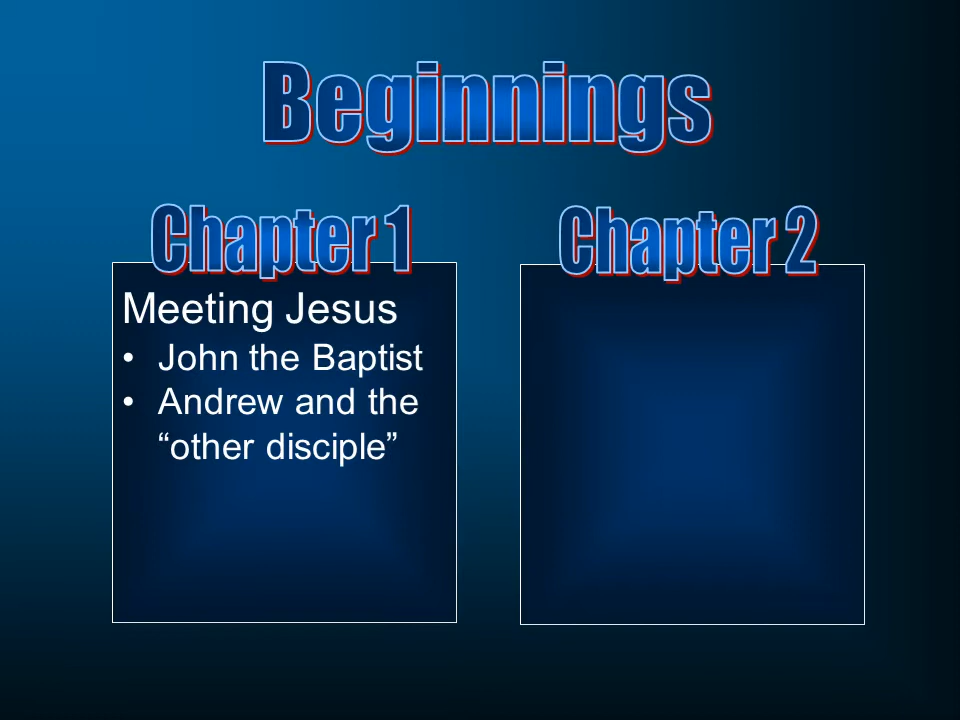 Beginnings
Chapter 1
Meeting Jesus
• John the Baptist
• Andrew and the
“other disciple”
Chapter 2